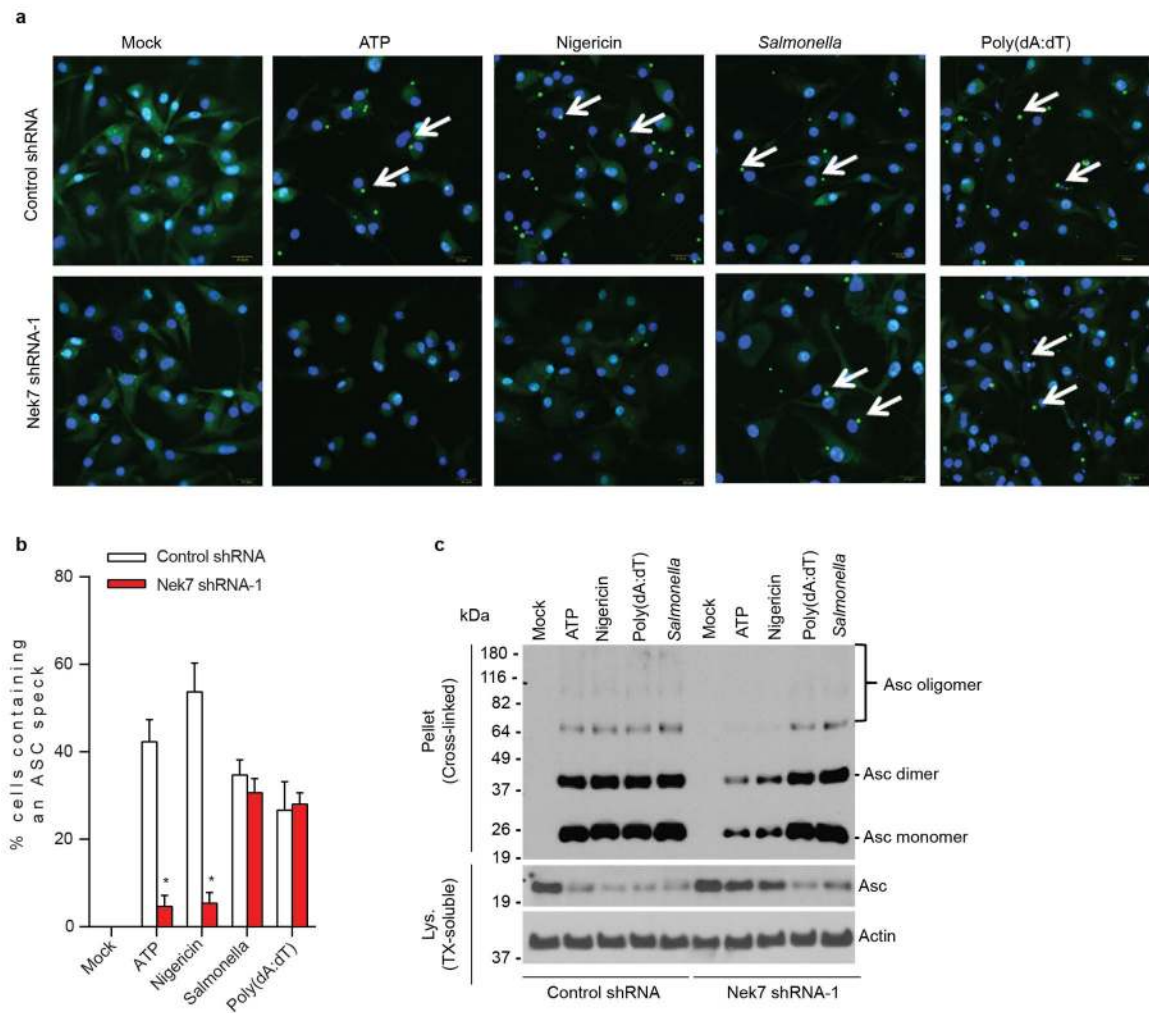 a
Mock ATP Nigericin Salmonella Poly(dA:dT)
Control shRNA
Nek7 shRNA-1
b
Control shRNA
Nek7 shRNA-1
% cells containing
an ASC speck
80
60
40
20
0
* *
Mock ATP Nigericin Salmonella Poly(dA:dT)
c
kDa
Mock ATP Nigericin Poly(dA:dT) Salmonella Mock ATP Nigericin Poly(dA:dT) Salmonella
Pellet
(Cross-linked)
180 -
116 -
82 -
64 -
49 -
37 -
26 -
19 -
Asc oligomer
Asc dimer
Asc monomer
Lys.
(TX-soluble)
19 -
Asc
37 -
Actin
Control shRNA Nek7 shRNA-1